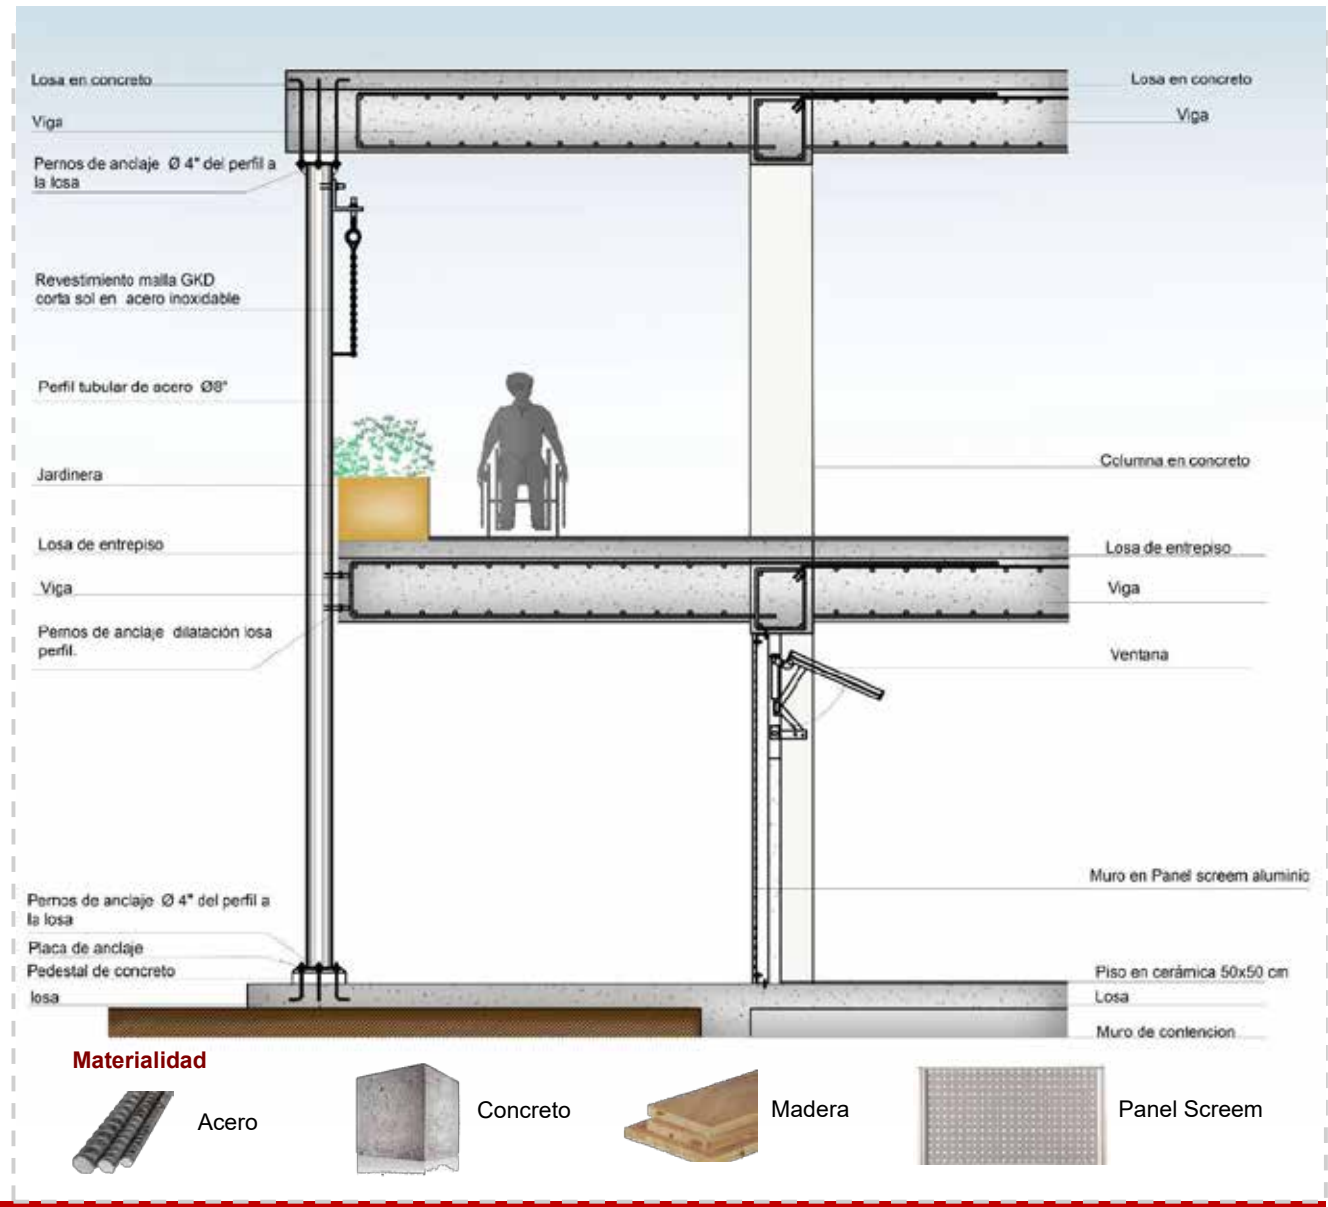 Losa en concreto
Viga
Pernos de anclaje Ø 4" del perfil a
la losa
Revestimiento malla GKD
corta sol en acero inoxidable
Perfil tubular de acero Ø8"
Jardinera
Losa de entrepiso
Viga
Pernos de anclaje dilatación losa
perfil.
Pernos de anclaje Ø 4" del perfil a
la losa
Placa de anclaje
Pedestal de concreto
losa
Losa en concreto
Viga
Columna en concreto
Losa de entrepiso
Viga
Ventana
Muro en Panel screem aluminio
Piso en cerámica 50x50 cm
Losa
Muro de contencion
Materialidad
Acero
Concreto
Madera
Panel Screem